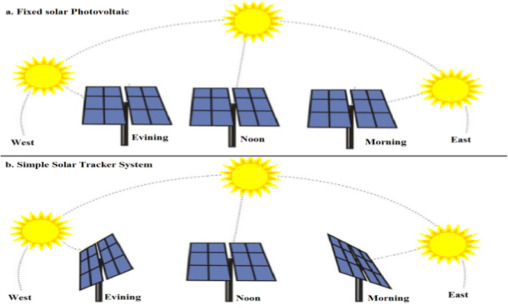 a. Fixed solar Photovoltaic
West
Evining
Noon
Morning
East
b. Simple Solar Tracker System
West
Evining
Noon
Morning
East